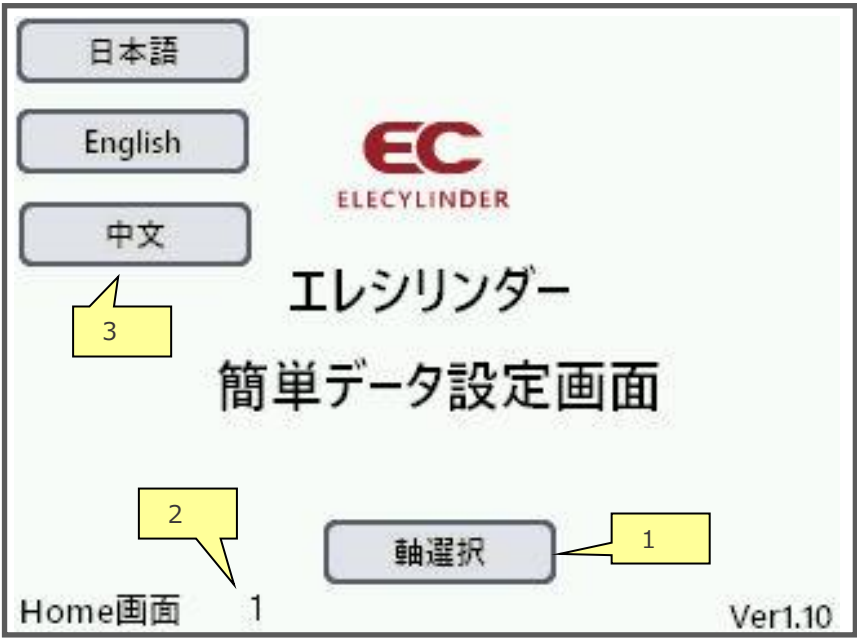 日本語
English
EC
ELECYLINDER
中文
3
エレシリンダー
簡単データ設定画面
2
軸選択
1
Home画面 1
Ver1.10